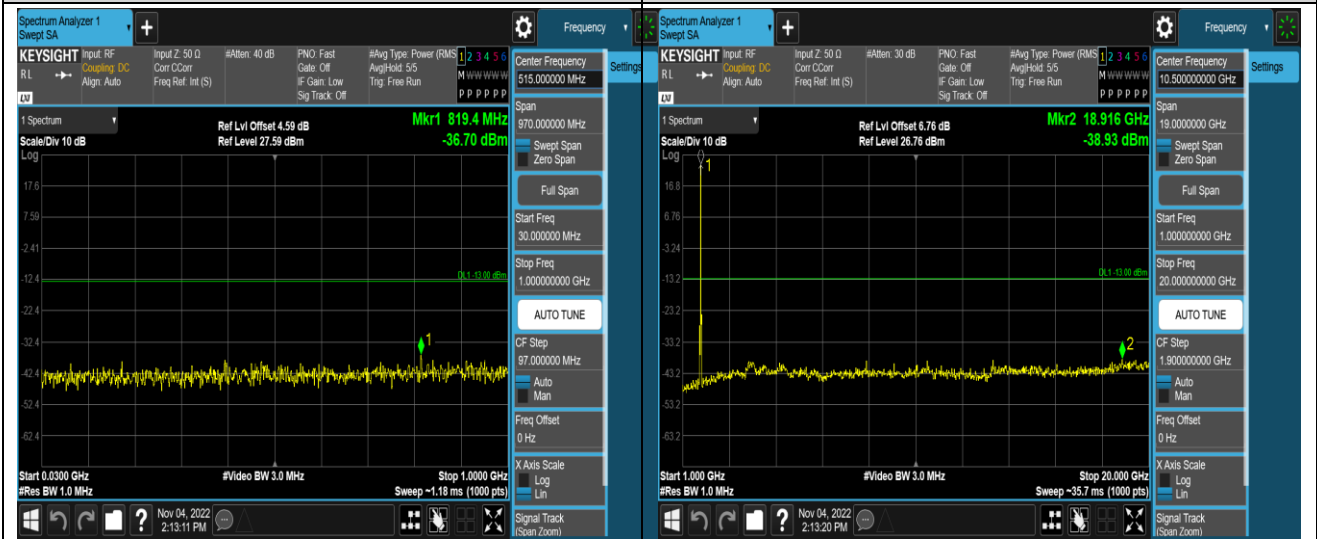 Spectrum Analyzer 1
Swept SA
+
Frequency
KEYSIGHT
RL
LXI
Input: RF
Coupling: DC
Align: Auto
Input Z: 50 Ω
Corr CCorr
Freq Ref: Int (S)
#Atten: 40 dB
PNO: Fast
Gate: Off
IF Gain: Low
Sig Track: Off
#Avg Type: Power (RMS
Avg|Hold: 5/5
Trig: Free Run
1 2 3 4 5 6
M W W W W W
P P P P P P
Center Frequency
515.000000 MHz
Settings
1 Spectrum
Scale/Div 10 dB
Log
Ref Lvl Offset 4.59 dB
Ref Level 27.59 dBm
Mkr1 819.4 MHz
-36.70 dBm
17.6
7.59
-2.41
-12.4
-22.4
-32.4
-42.4
-52.4
-62.4
DL1 -13.00 dBm
1
Start 0.0300 GHz
#Res BW 1.0 MHz
#Video BW 3.0 MHz
Stop 1.0000 GHz
Sweep ~1.18 ms (1000 pts)
Span
970.000000 MHz
Swept Span
Zero Span
Full Span
Start Freq
30.000000 MHz
Stop Freq
1.000000000 GHz
AUTO TUNE
CF Step
97.000000 MHz
Auto
Man
Freq Offset
0 Hz
X Axis Scale
Log
Lin
Signal Track
(Span Zoom)
?
Nov 04, 2022
2:13:11 PM
Spectrum Analyzer 1
Swept SA
+
Frequency
KEYSIGHT
RL
LXI
Input: RF
Coupling: DC
Align: Auto
Input Z: 50 Ω
Corr CCorr
Freq Ref: Int (S)
#Atten: 30 dB
PNO: Fast
Gate: Off
IF Gain: Low
Sig Track: Off
#Avg Type: Power (RMS
Avg|Hold: 5/5
Trig: Free Run
1 2 3 4 5 6
M W W W W W
P P P P P P
Center Frequency
10.500000000 GHz
Settings
1 Spectrum
Scale/Div 10 dB
Log
Ref Lvl Offset 6.76 dB
Ref Level 26.76 dBm
Mkr2 18.916 GHz
-38.93 dBm
1
16.8
6.76
-3.24
-13.2
-23.2
-33.2
-43.2
-53.2
-63.2
DL1 -13.00 dBm
2
Start 1.000 GHz
#Res BW 1.0 MHz
#Video BW 3.0 MHz
Stop 20.000 GHz
Sweep ~35.7 ms (1000 pts)
Span
19.0000000 GHz
Swept Span
Zero Span
Full Span
Start Freq
1.000000000 GHz
Stop Freq
20.000000000 GHz
AUTO TUNE
CF Step
1.900000000 GHz
Auto
Man
Freq Offset
0 Hz
X Axis Scale
Log
Lin
Signal Track
(Span Zoom)
?
Nov 04, 2022
2:13:20 PM